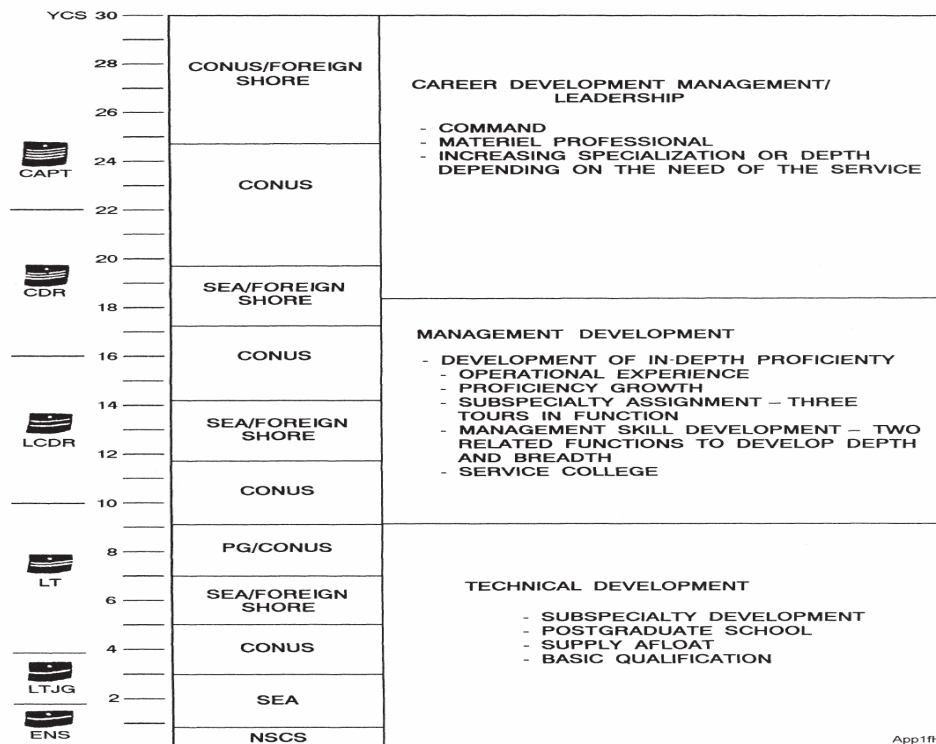 YCS 30
28
26
24
22
20
18
16
14
12
10
8
6
4
2
CAPT
CDR
LCDR
LT
LTJG
ENS
CONUS/FOREIGN
SHORE
CONUS
SEA/FOREIGN
SHORE
CONUS
SEA/FOREIGN
SHORE
CONUS
PG/CONUS
SEA/FOREIGN
SHORE
CONUS
SEA
NSCS
CAREER DEVELOPMENT MANAGEMENT/
LEADERSHIP
- COMMAND
- MATERIEL PROFESSIONAL
- INCREASING SPECIALIZATION OR DEPTH
DEPENDING ON THE NEED OF THE SERVICE
MANAGEMENT DEVELOPMENT
- DEVELOPMENT OF IN-DEPTH PROFICIENTY
- OPERATIONAL EXPERIENCE
- PROFICIENCY GROWTH
- SUBSPECIALTY ASSIGNMENT – THREE
TOURS IN FUNCTION
- MANAGEMENT SKILL DEVELOPMENT – TWO
RELATED FUNCTIONS TO DEVELOP DEPTH
AND BREADTH
- SERVICE COLLEGE
TECHNICAL DEVELOPMENT
- SUBSPECIALTY DEVELOPMENT
- POSTGRADUATE SCHOOL
- SUPPLY AFLOAT
- BASIC QUALIFICATION